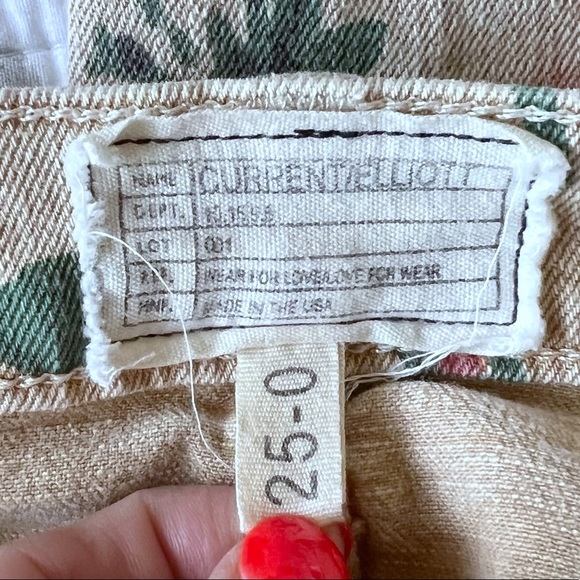 NAME CURRENT/ELLIOTT
DEPT.
LOT 001
WEAR FOR LOVE/LOVE FOR WEAR
MADE IN THE USA
25-0